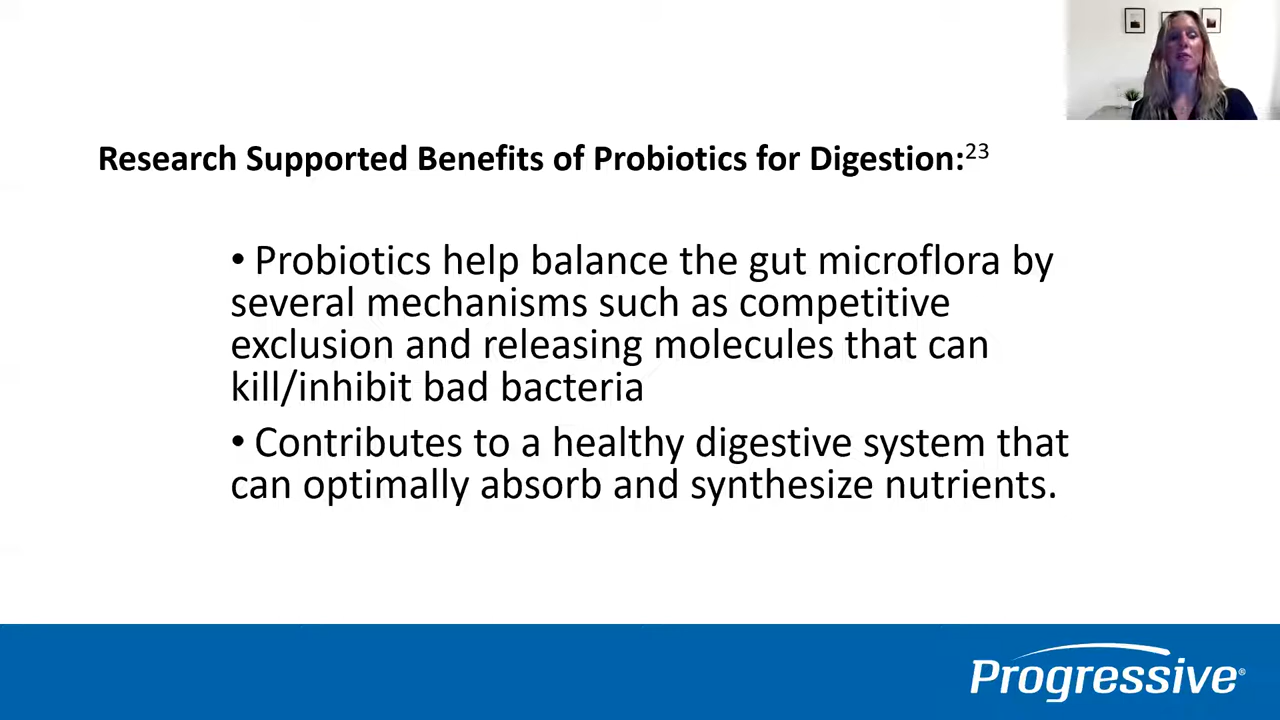 Research Supported Benefits of Probiotics for Digestion:23
• Probiotics help balance the gut microflora by
several mechanisms such as competitive
exclusion and releasing molecules that can
kill/inhibit bad bacteria
• Contributes to a healthy digestive system that
can optimally absorb and synthesize nutrients.
Progressive®